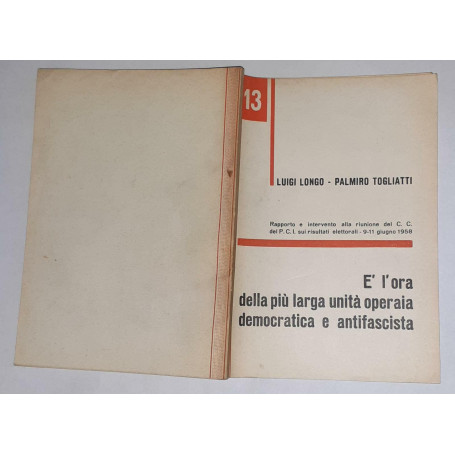 13
LUIGI LONGO - PALMIRO TOGLIATTI
Rapporto e intervento alla riunione del C. C.
del P. C. I. sui risultati elettorali - 9-11 giugno 1958
E' l'ora
della più larga unità operaia
democratica e antifascista